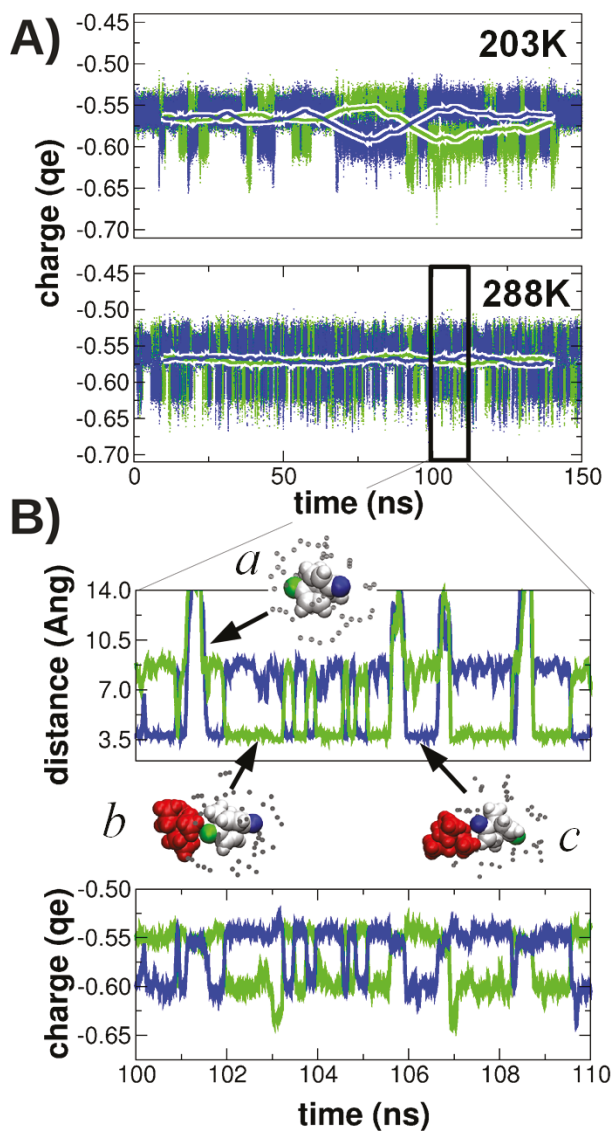 A)
203K
-0.45
-0.50
-0.55
-0.60
-0.65
-0.70
charge (qe)
288K
-0.45
-0.50
-0.55
-0.60
-0.65
-0.70
0 50 100 150
time (ns)
B)
a
14.0
10.5
7.0
3.5
distance (Ang)
b
c
-0.50
-0.55
-0.60
-0.65
charge (qe)
100 102 104 106 108 110
time (ns)